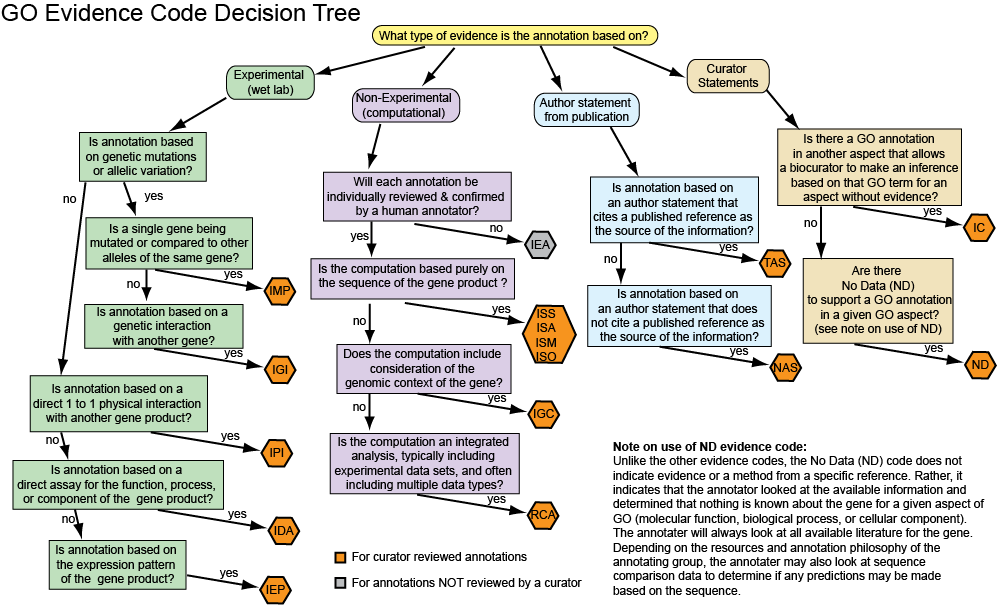 GO Evidence Code Decision Tree
What type of evidence is the annotation based on?
Experimental
(wet lab)
Is annotation based
on genetic mutations
or allelic variation?
no
yes
Is a single gene being
mutated or compared to other
alleles of the same gene?
yes
IMP
no
Is annotation based on a
genetic interaction
with another gene?
yes
IGI
Is annotation based on a
direct 1 to 1 physical interaction
with another gene product?
yes
IPI
no
Is annotation based on a
direct assay for the function, process,
or component of the  gene product?
yes
IDA
no
Is annotation based on
the expression pattern
of the  gene product?
yes
IEP
Non-Experimental
(computational)
Will each annotation be
individually reviewed & confirmed
by a human annotator?
no
IEA
yes
Is the computation based purely on
the sequence of the gene product ?
yes
ISS
ISA
ISM
ISO
no
Does the computation include
consideration of the
genomic context of the gene?
yes
IGC
no
Is the computation an integrated
analysis, typically including
experimental data sets, and often
including multiple data types?
yes
RCA
Author statement
from publication
Is annotation based on
an author statement that
cites a published reference as
the source of the information?
yes
TAS
no
Is annotation based on
an author statement that does
not cite a published reference as
the source of the information?
yes
NAS
Curator
Statements
Is there a GO annotation
in another aspect that allows
a biocurator to make an inference
based on that GO term for an
aspect without evidence?
yes
IC
no
Are there
No Data (ND)
to support a GO annotation
in a given GO aspect?
(see note on use of ND)
yes
ND
For curator reviewed annotations
For annotations NOT reviewed by a curator
Note on use of ND evidence code:
Unlike the other evidence codes, the No Data (ND) code does not
indicate evidence or a method from a specific reference. Rather, it
indicates that the annotator looked at the available information and
determined that nothing is known about the gene for a given aspect of
GO (molecular function, biological process, or cellular component).
The annotater will always look at all available literature for the gene.
Depending on the resources and annotation philosophy of the
annotating group, the annotater may also look at sequence
comparison data to determine if any predictions may be made
based on the sequence.